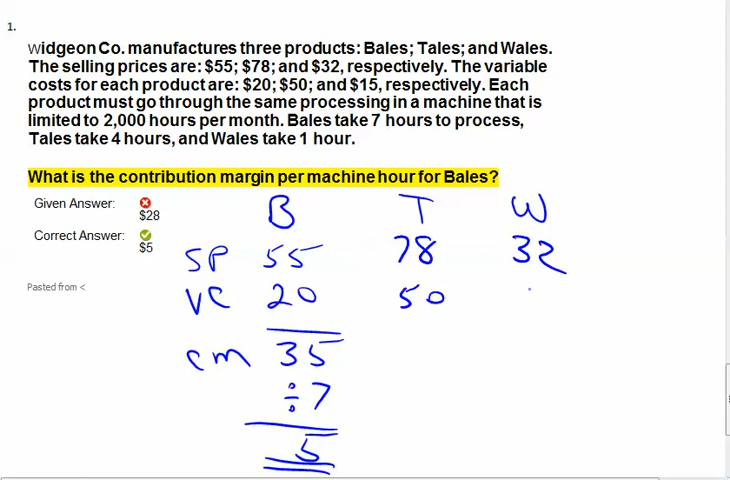 1.
Widgeon Co. manufactures three products: Bales; Tales; and Wales.
The selling prices are: $55; $78; and $32, respectively. The variable
costs for each product are: $20; $50; and $15, respectively. Each
product must go through the same processing in a machine that is
limited to 2,000 hours per month. Bales take 7 hours to process,
Tales take 4 hours, and Wales take 1 hour.
What is the contribution margin per machine hour for Bales?
Given Answer:
$28
Correct Answer:
$5
Pasted from <
B T W
SP 55 78 32
VC 20 50
cm 35
÷7
5